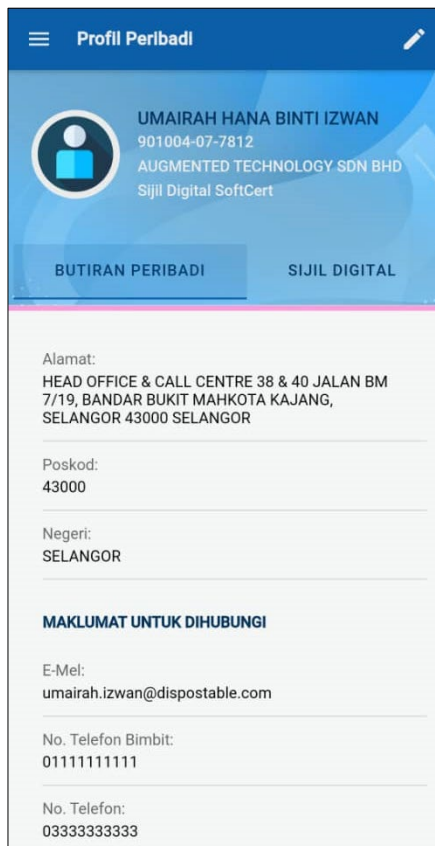 Profil Peribadi
UMAIRAH HANA BINTI IZWAN
901004-07-7812
AUGMENTED TECHNOLOGY SDN BHD
Sijil Digital SoftCert
BUTIRAN PERIBADI
SIJIL DIGITAL
Alamat:
HEAD OFFICE & CALL CENTRE 38 & 40 JALAN BM
7/19, BANDAR BUKIT MAHKOTA KAJANG,
SELANGOR 43000 SELANGOR
Poskod:
43000
Negeri:
SELANGOR
MAKLUMAT UNTUK DIHUBUNGI
E-Mel:
umairah.izwan@dispostable.com
No. Telefon Bimbit:
01111111111
No. Telefon:
03333333333